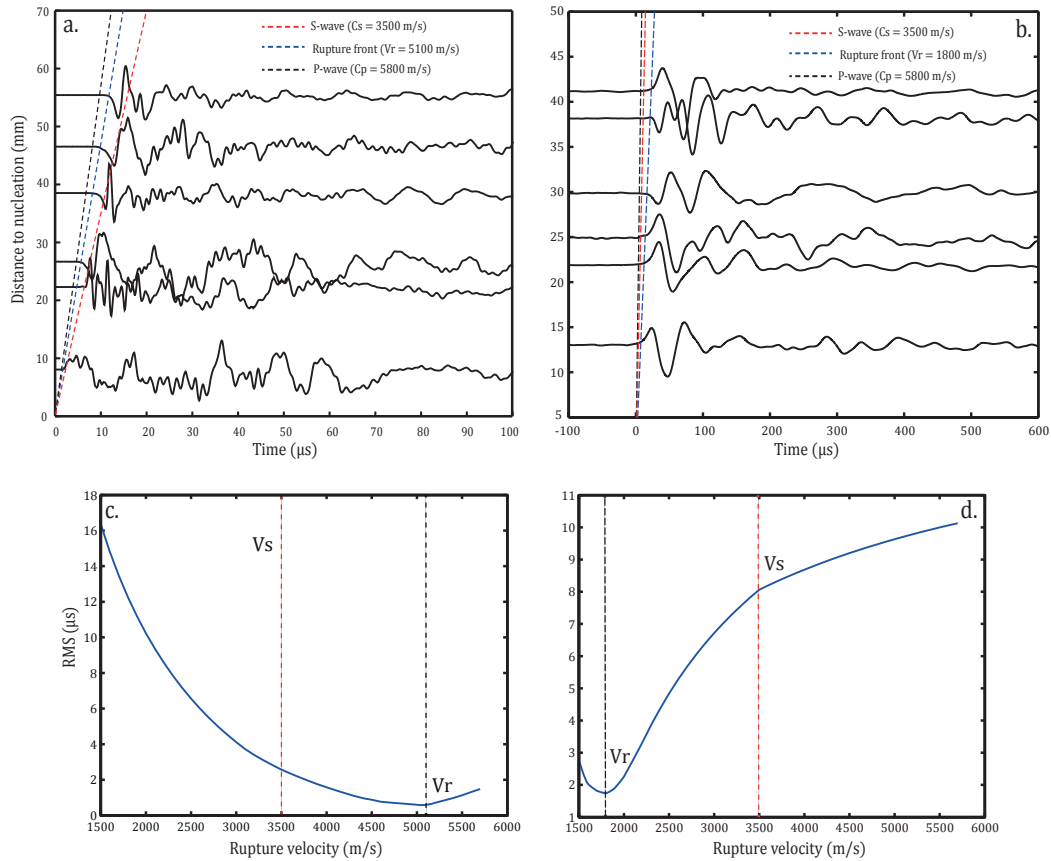 a.
S-wave (Cs = 3500 m/s)
Rupture front (Vr = 5100 m/s)
P-wave (Cp = 5800 m/s)
70
60
50
40
30
20
10
0
Distance to nucleation (mm)
0 10 20 30 40 50 60 70 80 90 100
Time (μs)
b.
S-wave (Cs = 3500 m/s)
Rupture front (Vr = 1800 m/s)
P-wave (Cp = 5800 m/s)
50
45
40
35
30
25
20
15
10
5
-100 0 100 200 300 400 500 600
Time (μs)
c.
Vs
Vr
18
16
14
12
10
8
6
4
2
0
RMS (μs)
1500 2000 2500 3000 3500 4000 4500 5000 5500 6000
Rupture velocity (m/s)
d.
Vs
Vr
11
10
9
8
7
6
5
4
3
2
1
1500 2000 2500 3000 3500 4000 4500 5000 5500 6000
Rupture velocity (m/s)